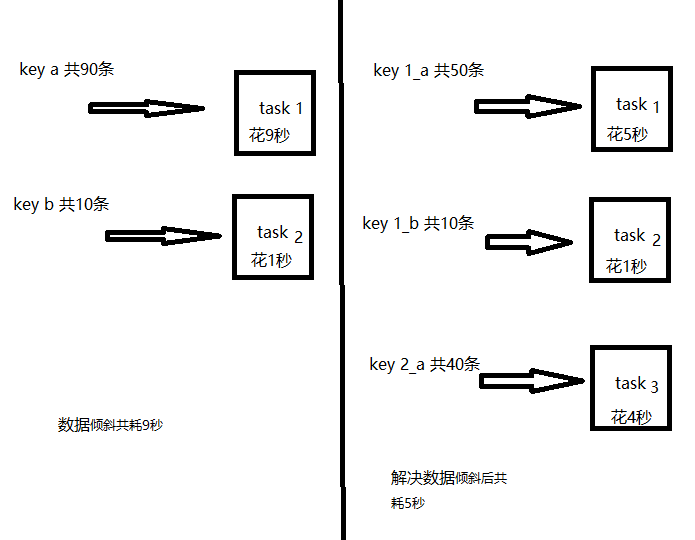 key a 共90条
task 1
花9秒
key b 共10条
task 2
花1秒
数据倾斜共耗9秒
key 1_a 共50条
task 1
花5秒
key 1_b 共10条
task 2
花1秒
key 2_a 共40条
task 3
花4秒
解决数据倾斜后共
耗5秒